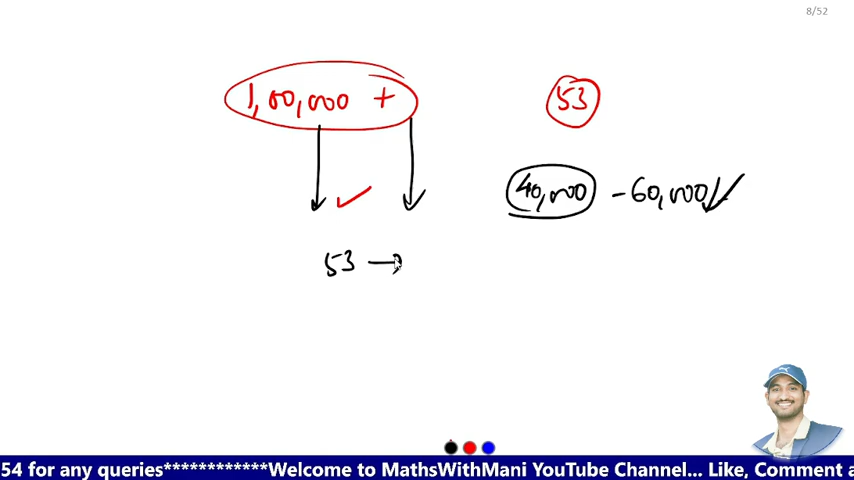 8/52
1,00,000 +
53
40,000 - 60,000
53 →
54 for any queries************Welcome to MathsWithMani YouTube Channel... Like, Comment a